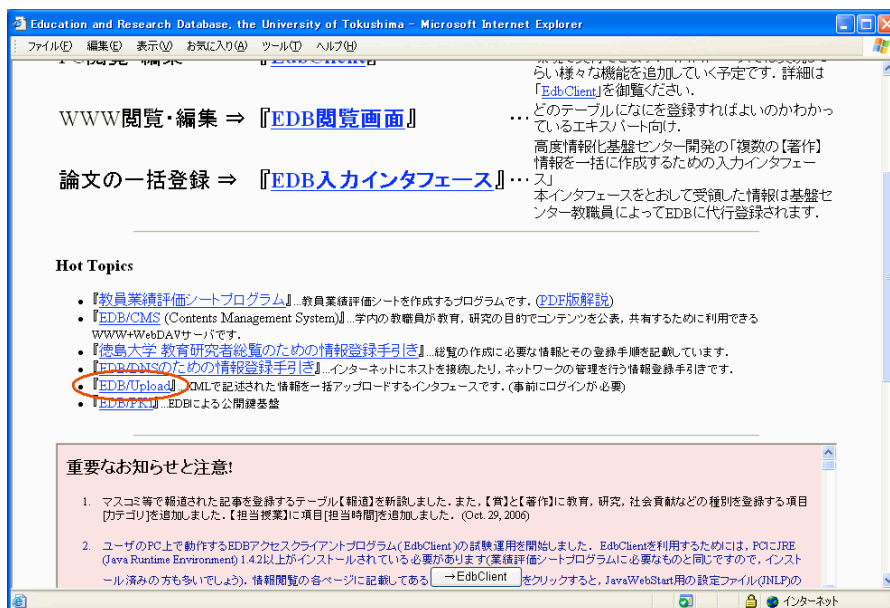 Education and Research Database, the University of Tokushima - Microsoft Internet Explorer
ファイル(F) 編集(E) 表示(V) お気に入り(A) ツール(T) ヘルプ(H)
『EdbClient』
らい様々な機能を追加していく予定です. 詳細は
「EdbClient」を御覧ください.
WWW閲覧・編集 ⇒ 『EDB閲覧画面』 …
どのテーブルになにを登録すればよいのかわかっ
ているエキスパート向け.
論文の一括登録 ⇒ 『EDB入力インタフェース』…
高度情報化基盤センター開発の「複数の【著作】
情報を一括に作成するための入力インタフェー
ス」
本インタフェースをとおして受領した情報は基盤セ
ンター教職員によってEDBに代行登録されます.
Hot Topics
• 『教員業績評価シートプログラム』...教員業績評価シートを作成するプログラムです. (PDF版解説)
• 『EDB/CMS (Contents Management System)』...学内の教職員が教育, 研究の目的でコンテンツを公表, 共有するために利用できる
WWW+WebDAVサーバです.
• 『徳島大学 教育研究者総覧のための情報登録手引き』...総覧の作成に必要な情報とその登録手順を記載しています.
• 『EDB/DNSのための情報登録手引き』...インターネットにホストを接続したり, ネットワークの管理を行う情報登録手引きです.
• 『EDB/Upload』...XMLで記述された情報を一括アップロードするインタフェースです. (事前にログインが必要)
• 『EDB/PKI』...EDBによる公開鍵基盤
重要なお知らせと注意!
1. マスコミ等で報道された記事を登録するテーブル【報道】を新設しました. また, 【賞】と【著作】に教育, 研究, 社会貢献などの種別を登録する項目
[カテゴリ]を追加しました. 【担当授業】に項目[担当時間]を追加しました. (Oct. 29, 2006)
2. ユーザのPC上で動作するEDBアクセスクライアントプログラム(EdbClient)の試験運用を開始しました. EdbClientを利用するためには, PCにJRE
(Java Runtime Environment) 1.4.2以上がインストールされている必要があります(業績評価シートプログラムに必要なものと同じですので, インスト
ール済みの方も多いでしょう). 情報閲覧の各ページに記載してある →EdbClient をクリックすると, JavaWebStart用の設定ファイル(JNLP)の
インターネット